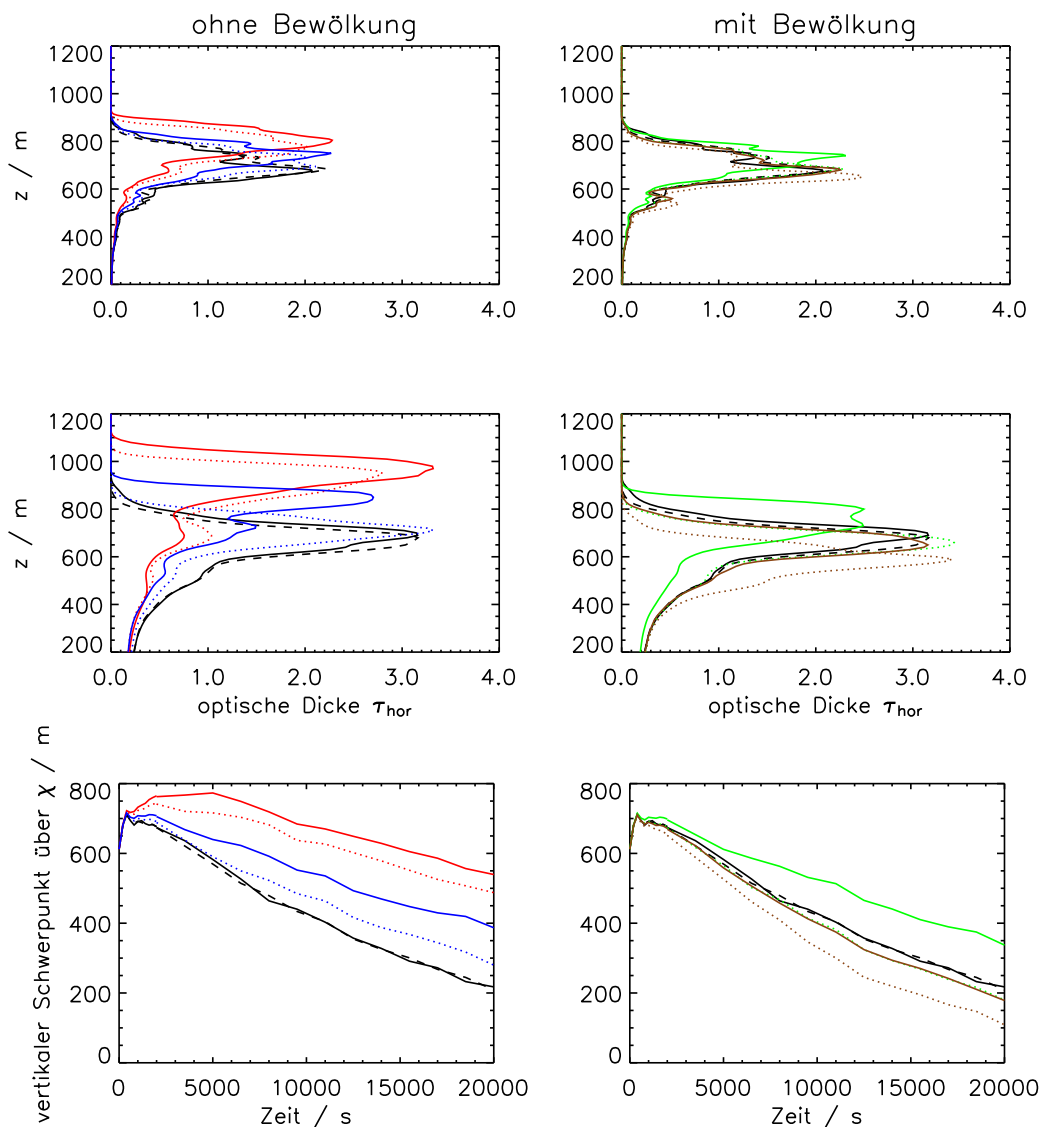 ohne Bewölkung
mit Bewölkung
1200
1000
800
600
400
200
z / m
0.0 1.0 2.0 3.0 4.0
1200
1000
800
600
400
200
0.0 1.0 2.0 3.0 4.0
1200
1000
800
600
400
200
z / m
0.0 1.0 2.0 3.0 4.0
optische Dicke τhor
1200
1000
800
600
400
200
0.0 1.0 2.0 3.0 4.0
optische Dicke τhor
800
600
400
200
0
vertikaler Schwerpunkt über χ / m
0 5000 10000 15000 20000
Zeit / s
800
600
400
200
0
0 5000 10000 15000 20000
Zeit / s